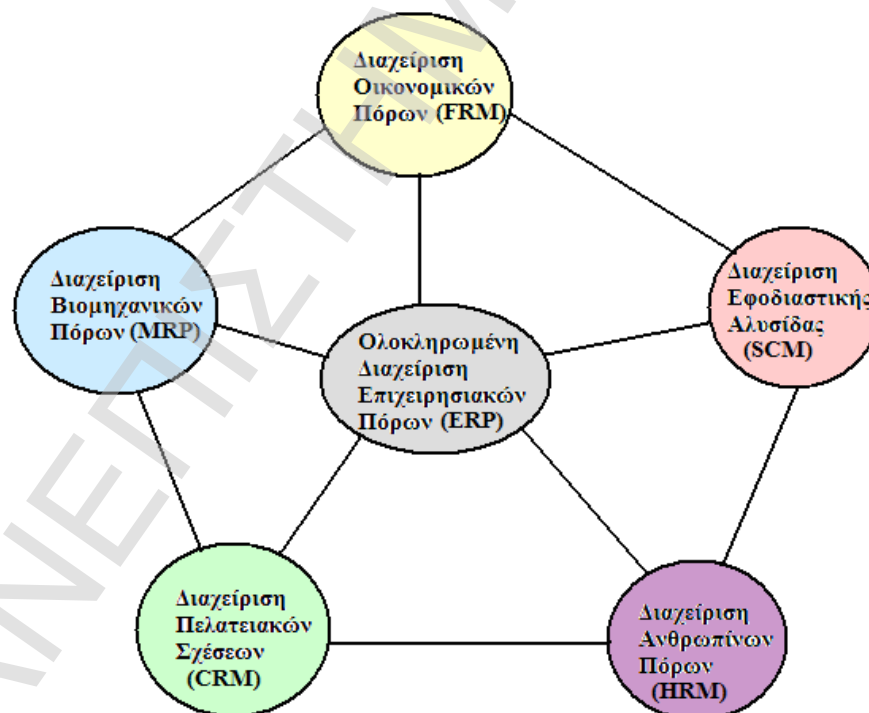 Διαχείριση
Οικονομικών
Πόρων (FRM)
Διαχείριση
Βιομηχανικών
Πόρων (MRP)
Διαχείριση
Εφοδιαστικής
Αλυσίδας
(SCM)
Ολοκληρωμένη
Διαχείριση
Επιχειρησιακών
Πόρων (ERP)
Διαχείριση
Πελατειακών
Σχέσεων
(CRM)
Διαχείριση
Ανθρωπίνων
Πόρων
(HRM)
ΑΝΕΠΙΣΤΗΜ